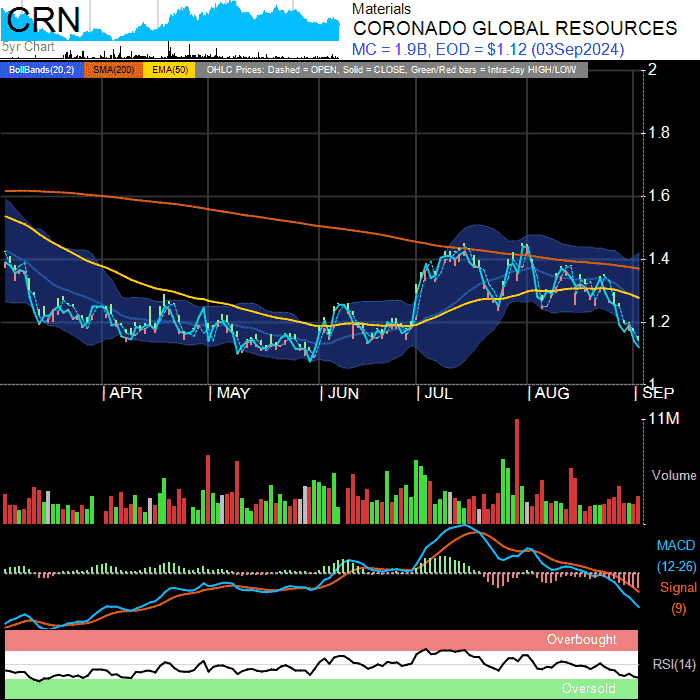 CRN
5yr Chart
Materials
CORONADO GLOBAL RESOURCES
MC = 1.9B, EOD = $1.12 (03Sep2024)
BollBands(20,2) SMA(200) EMA(50) OHLC Prices: Dashed = OPEN, Solid = CLOSE, Green/Red bars = Intra-day HIGH/LOW
2
1.8
1.6
1.4
1.2
1
APR MAY JUN JUL AUG SEP
11M
Volume
MACD
(12-26)
Signal
(9)
Overbought
RSI(14)
Oversold